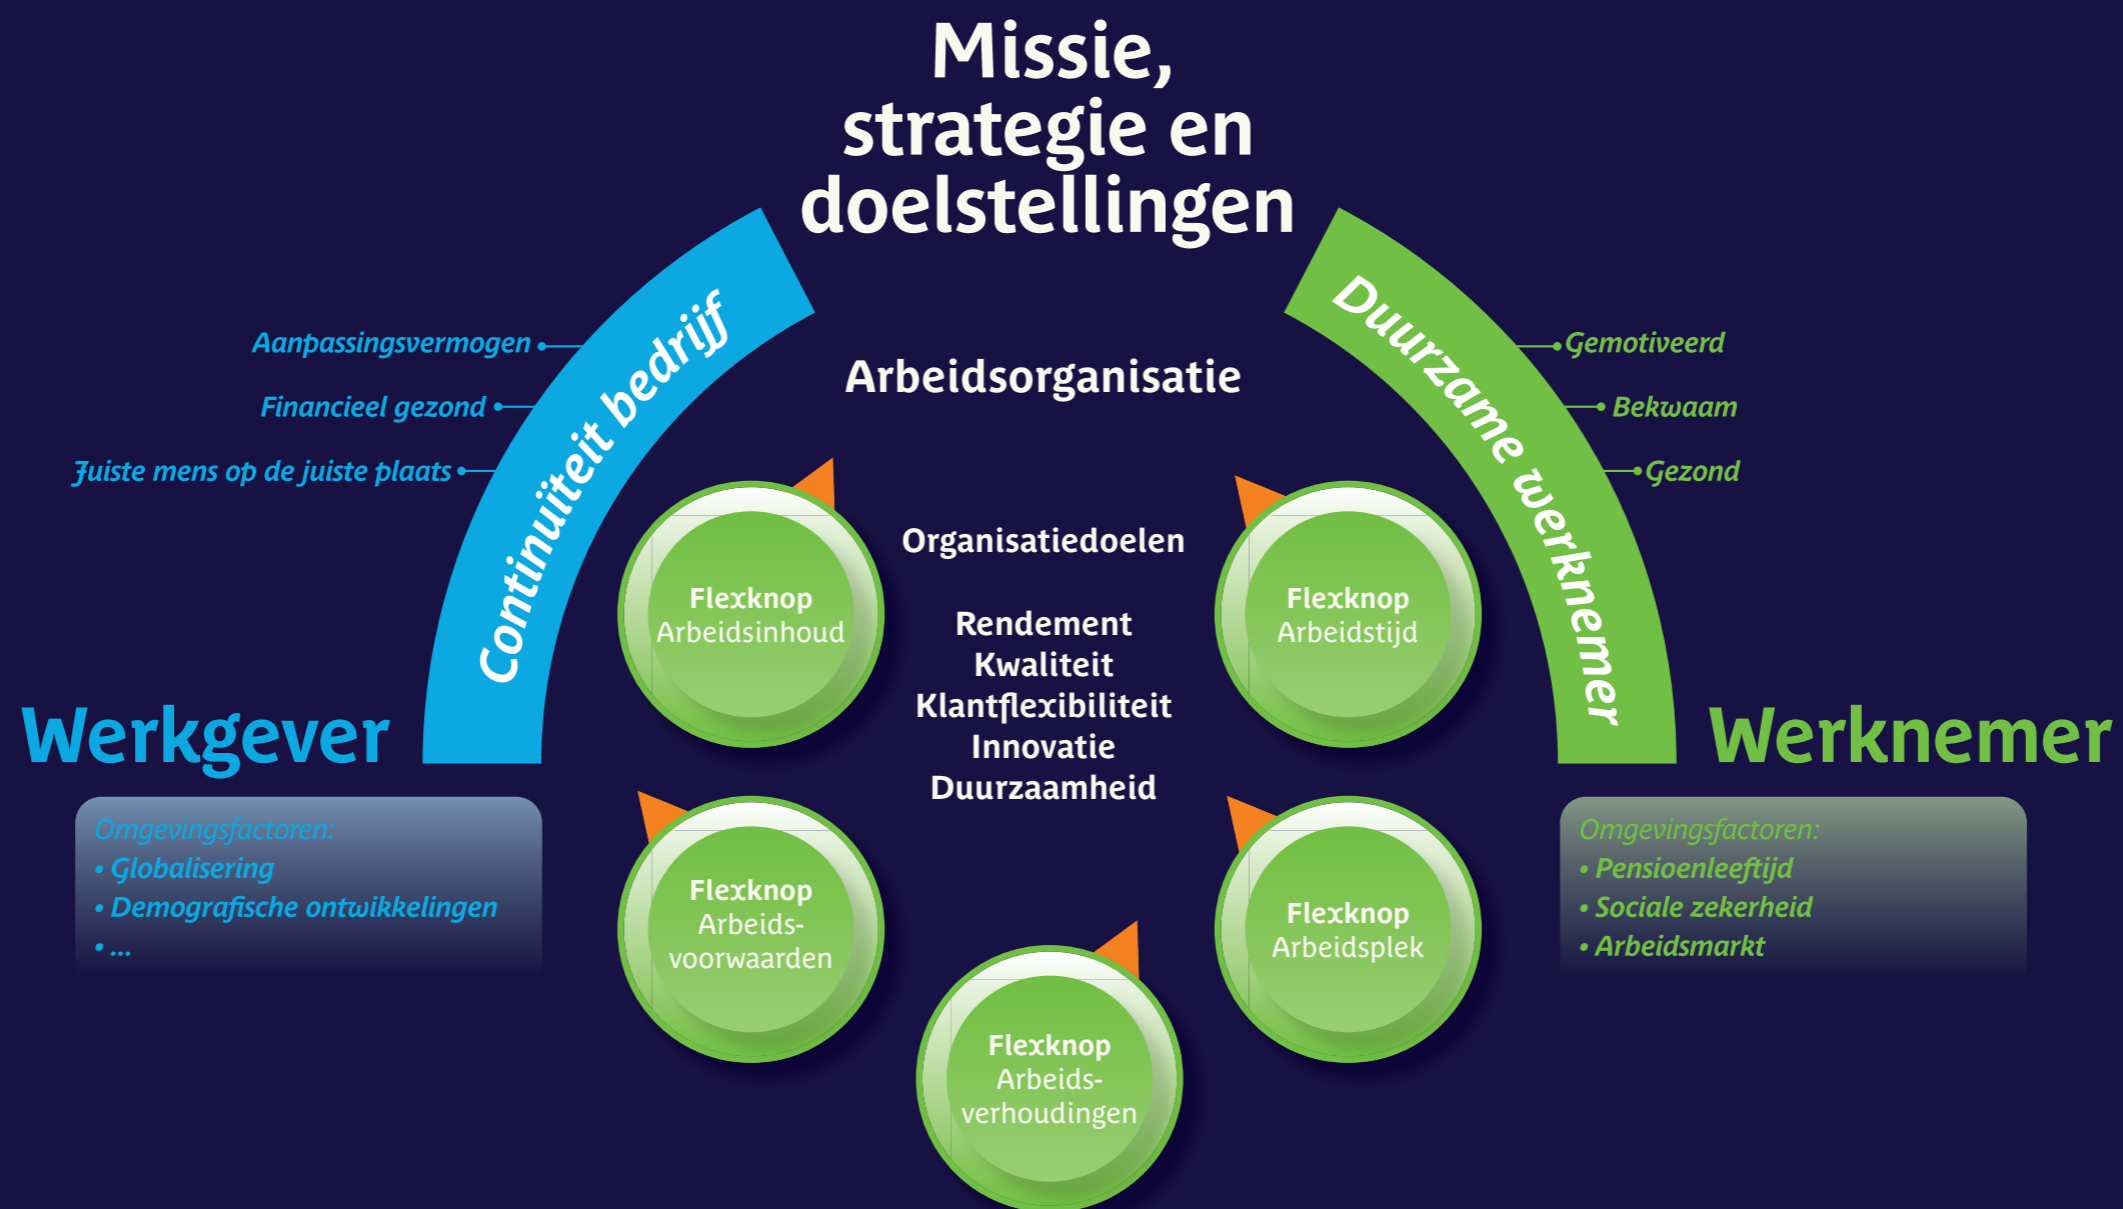 Missie,
strategie en
doelstellingen
Continuïteit bedrijf
Aanpassingsvermogen
Financieel gezond
Juiste mens op de juiste plaats
Duurzame werknemer
Gemotiveerd
Bekwaam
Gezond
Arbeidsorganisatie
Organisatiedoelen
Rendement
Kwaliteit
Klantflexibiliteit
Innovatie
Duurzaamheid
Flexknop
Arbeidsinhoud
Flexknop
Arbeidstijd
Werkgever
Omgevingsfactoren:
• Globalisering
• Demografische ontwikkelingen
• ...
Werknemer
Omgevingsfactoren:
• Pensioenleeftijd
• Sociale zekerheid
• Arbeidsmarkt
Flexknop
Arbeids-
voorwaarden
Flexknop
Arbeidsplek
Flexknop
Arbeids-
verhoudingen